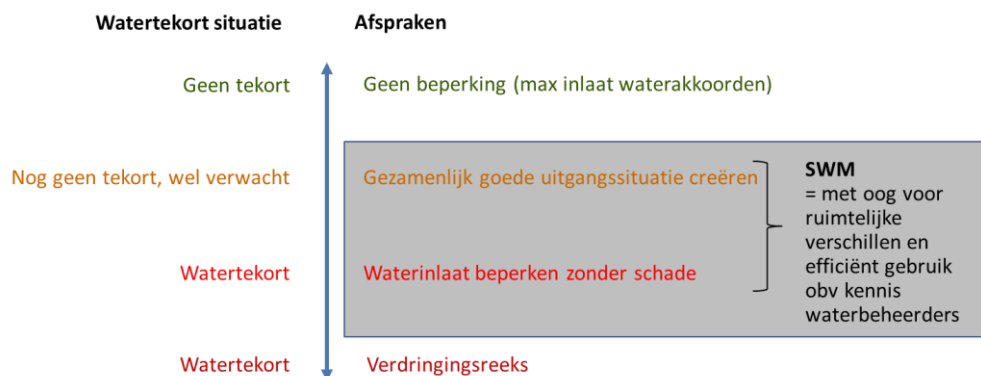 Watertekort situatie
Afspraken
Geen tekort
Geen beperking (max inlaat waterakkoorden)
Nog geen tekort, wel verwacht
Gezamenlijk goede uitgangssituatie creëren
Watertekort
Waterinlaat beperken zonder schade
SWM
= met oog voor
ruimtelijke
verschillen en
efficiënt gebruik
obv kennis
waterbeheerders
Watertekort
Verdringingsreeks